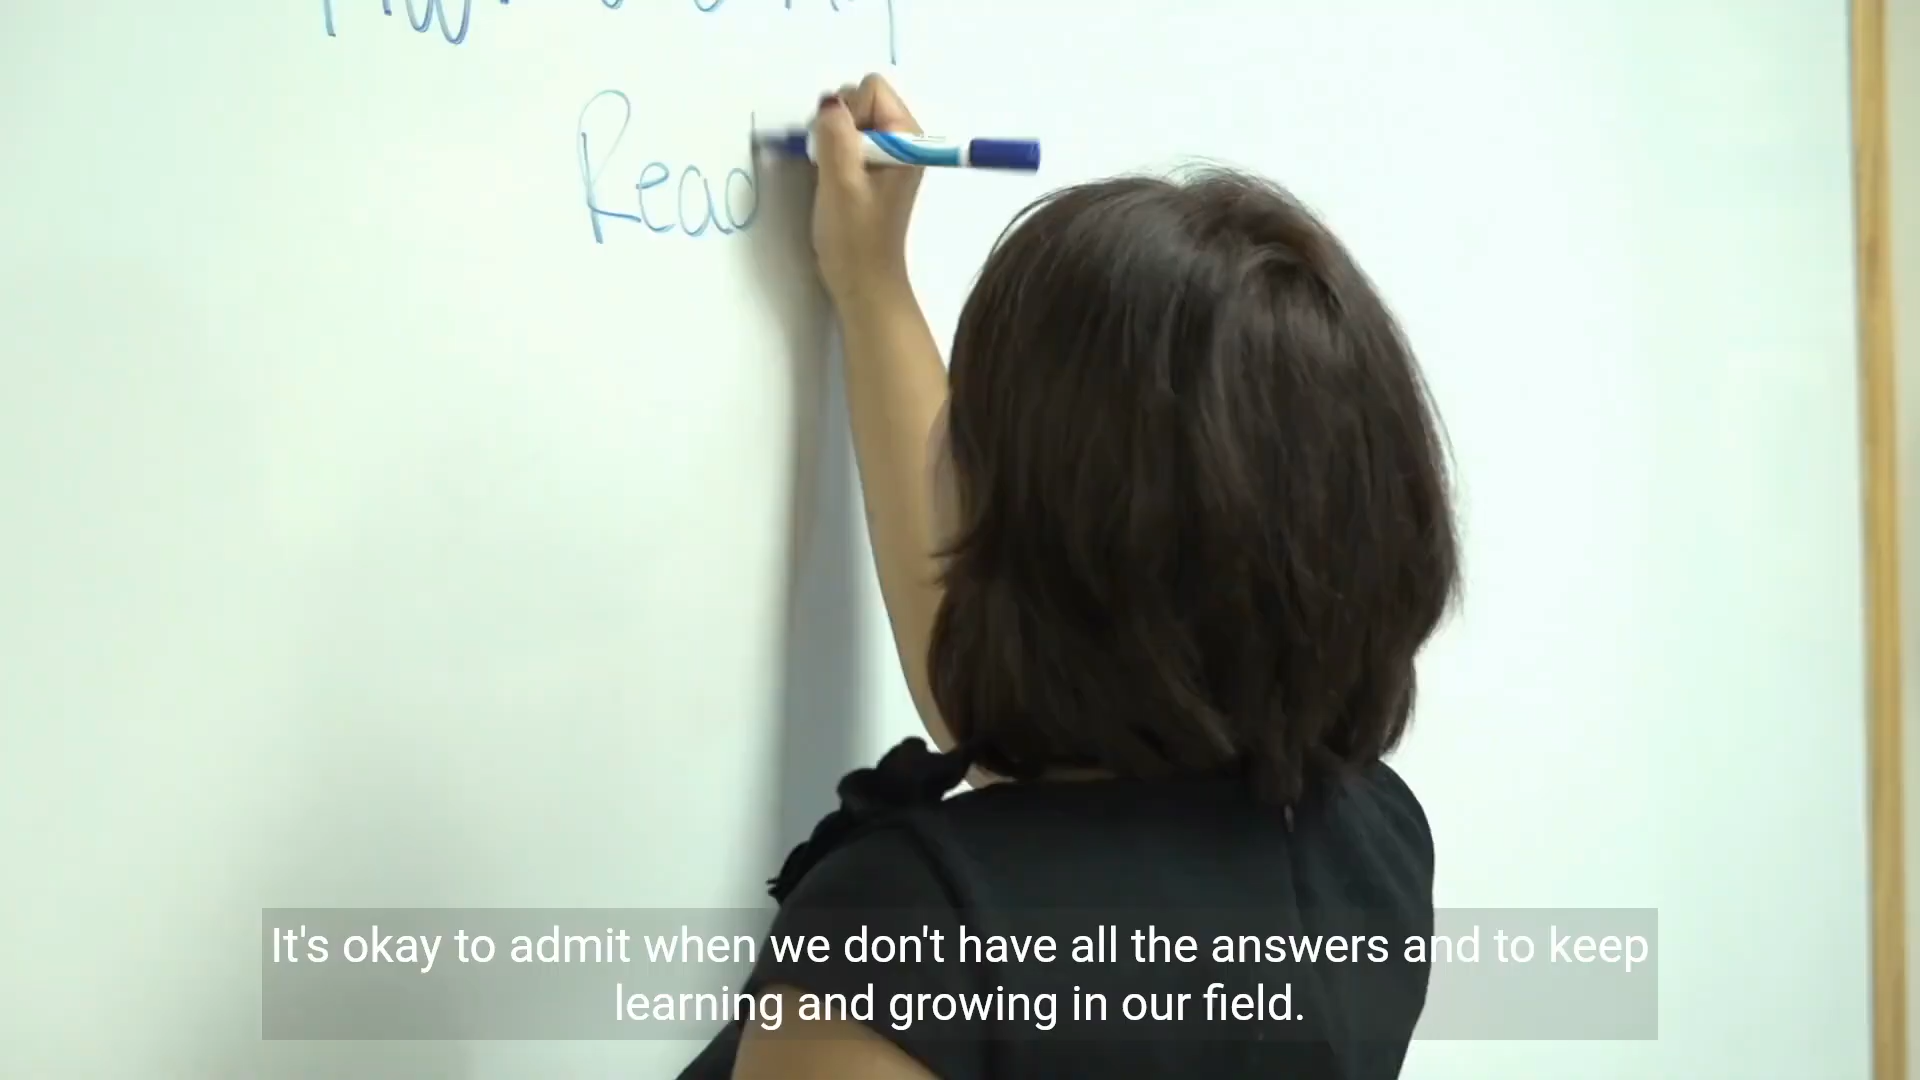 Read
It's okay to admit when we don't have all the answers and to keep
learning and growing in our field.